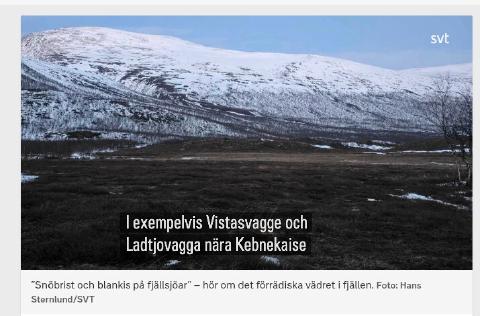 svt
I exempelvis Vistasvagge och
Ladtjovagga nära Kebnekaise
"Snöbrist och blankis på fjällsjöar" – hör om det förrädiska vädret i fjällen. Foto: Hans
Sternlund/SVT